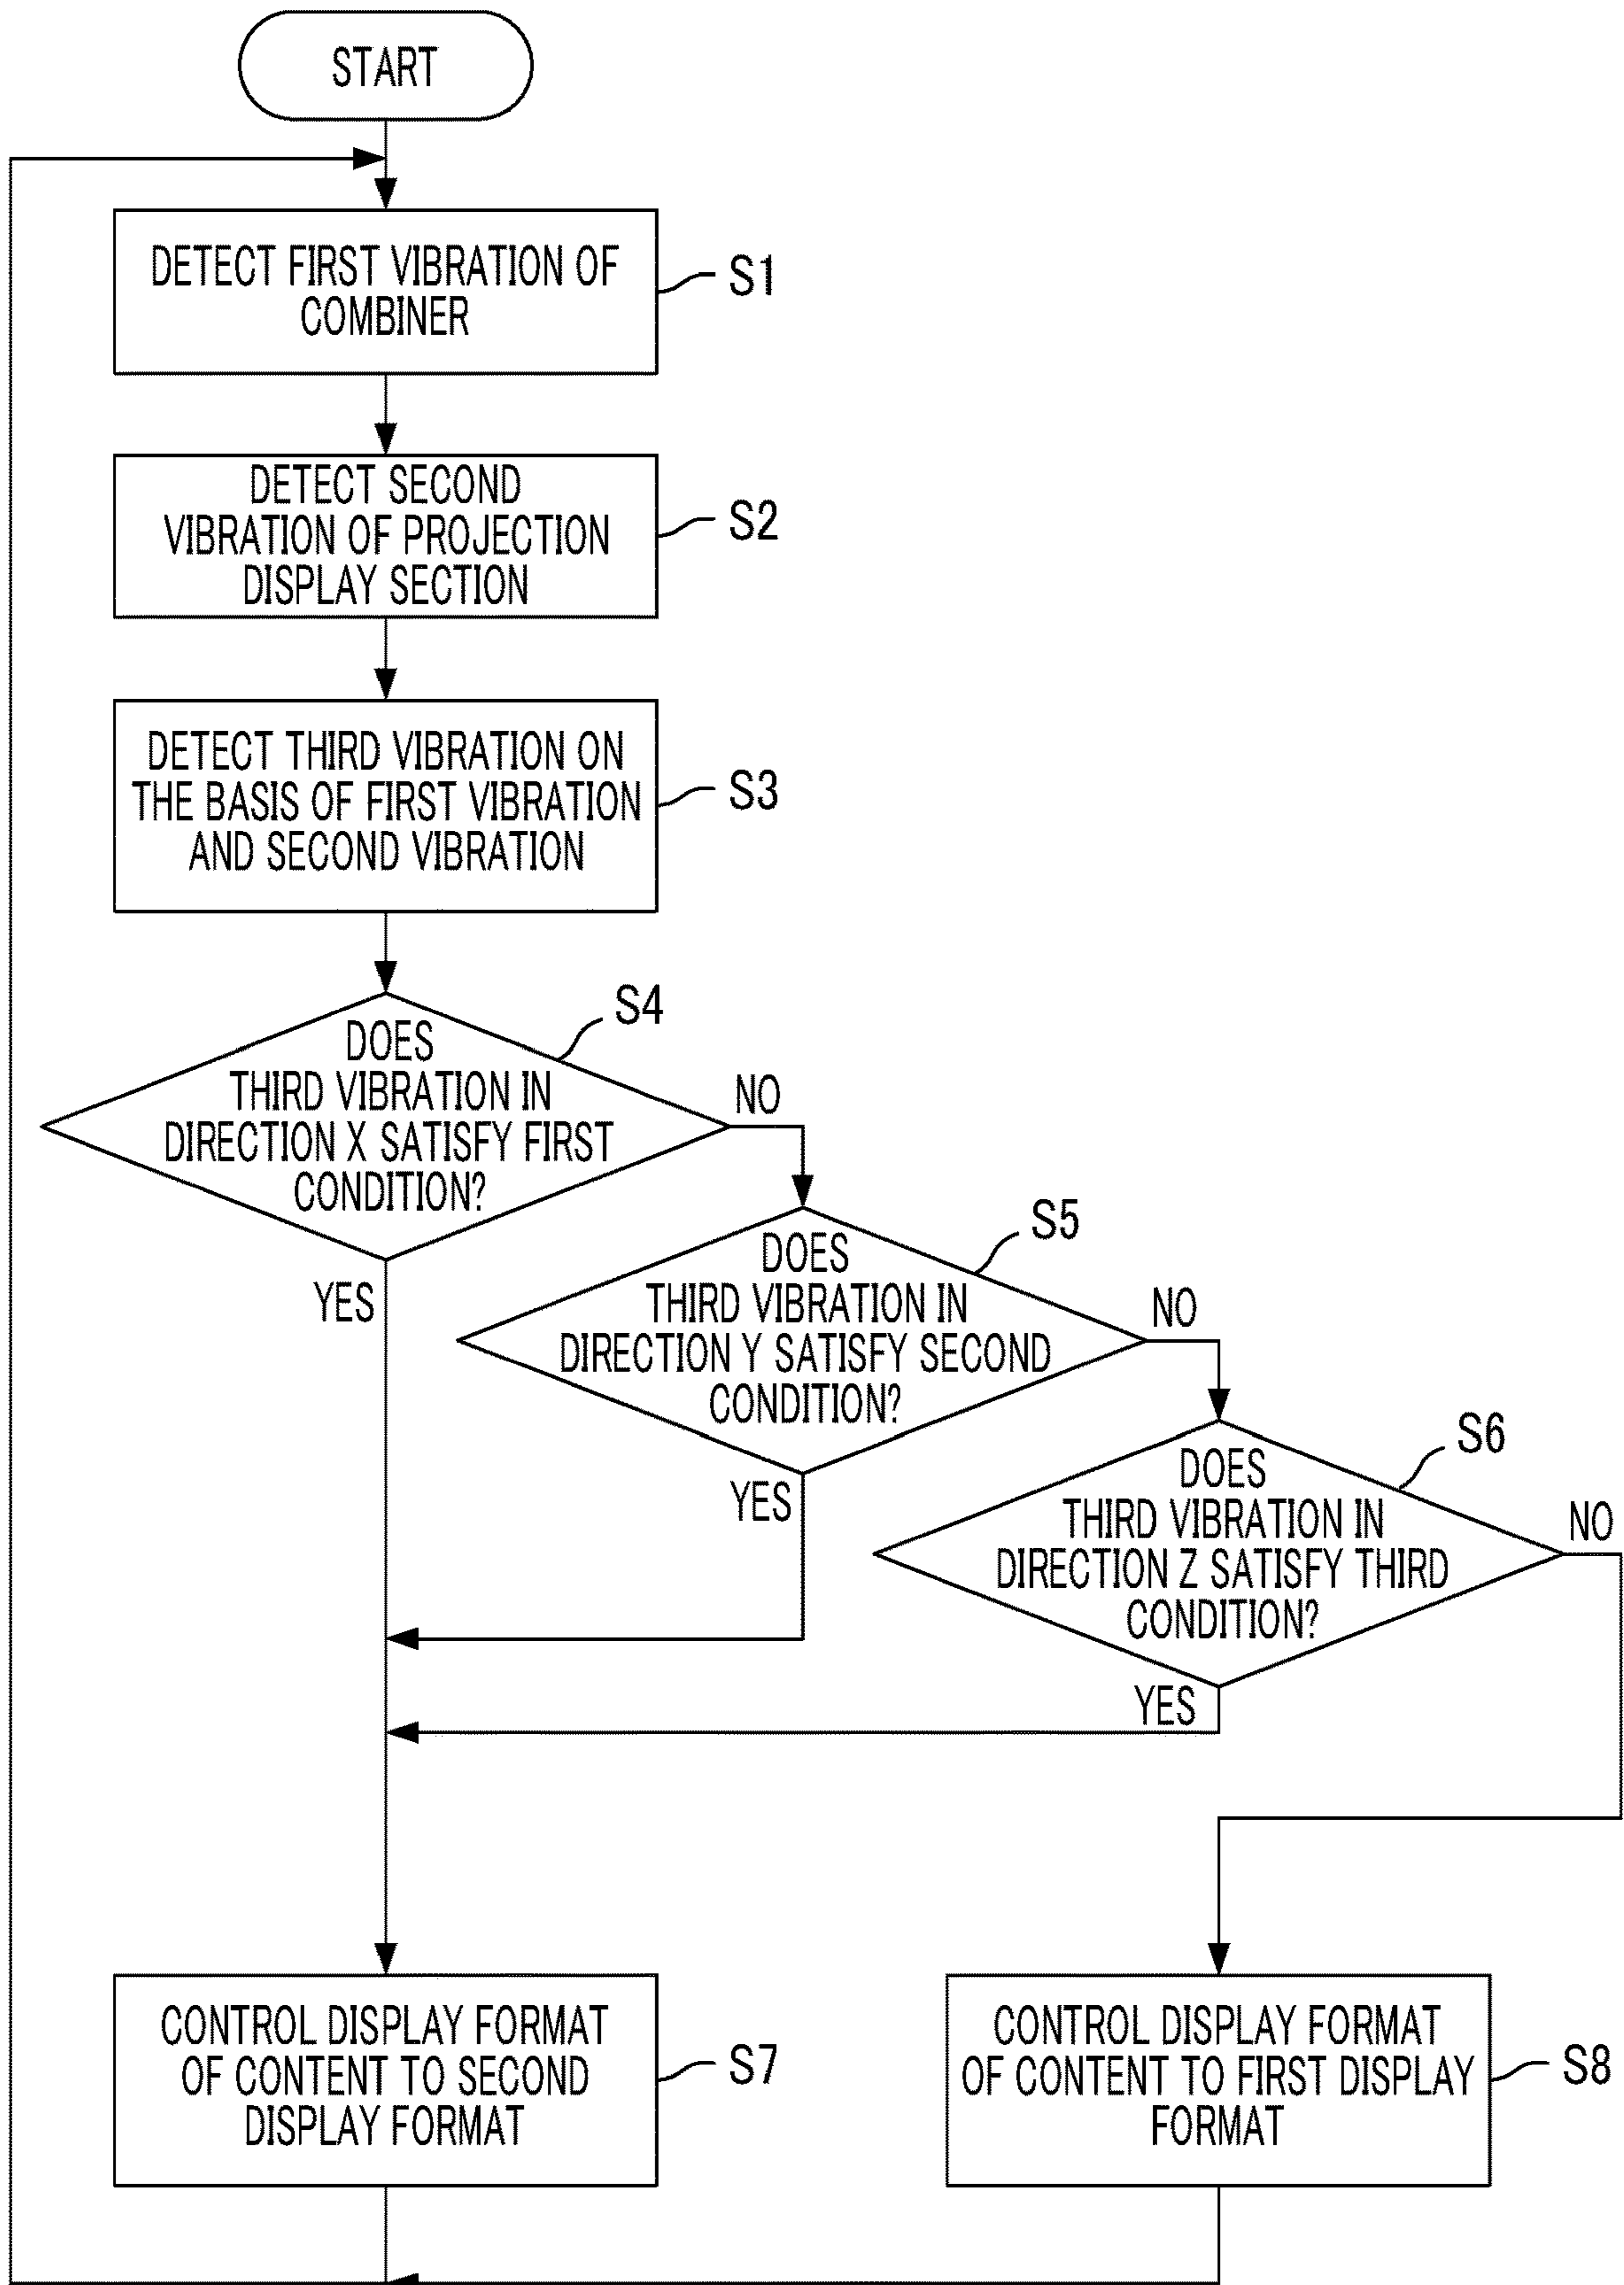 START
DETECT FIRST VIBRATION OF
COMBINER
S1
DETECT SECOND
VIBRATION OF PROJECTION
DISPLAY SECTION
S2
DETECT THIRD VIBRATION ON
THE BASIS OF FIRST VIBRATION
AND SECOND VIBRATION
S3
S4
DOES
THIRD VIBRATION IN
DIRECTION X SATISFY FIRST
CONDITION?
NO
YES
S5
DOES
THIRD VIBRATION IN
DIRECTION Y SATISFY SECOND
CONDITION?
NO
YES
S6
DOES
THIRD VIBRATION IN
DIRECTION Z SATISFY THIRD
CONDITION?
NO
YES
CONTROL DISPLAY FORMAT
OF CONTENT TO SECOND
DISPLAY FORMAT
S7
CONTROL DISPLAY FORMAT
OF CONTENT TO FIRST DISPLAY
FORMAT
S8